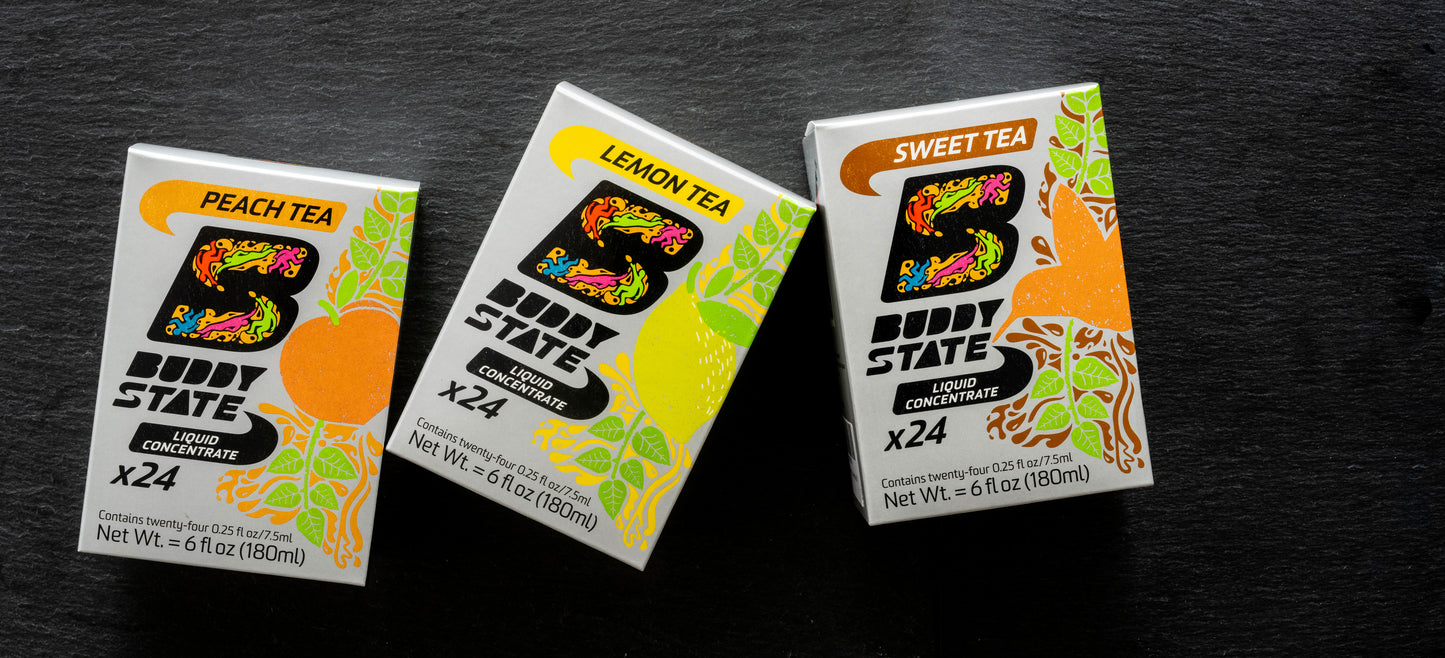 PEACH TEA
BUDDY
STATE
LIQUID
CONCENTRATE
x24
Contains twenty-four 0.25 fl oz/7.5ml
Net Wt. = 6 fl oz (180ml)
LEMON TEA
BUDDY
STATE
LIQUID
CONCENTRATE
x24
Contains twenty-four 0.25 fl oz/7.5ml
Net Wt. = 6 fl oz (180ml)
SWEET TEA
BUDDY
STATE
LIQUID
CONCENTRATE
x24
Contains twenty-four 0.25 fl oz/7.5ml
Net Wt. = 6 fl oz (180ml)